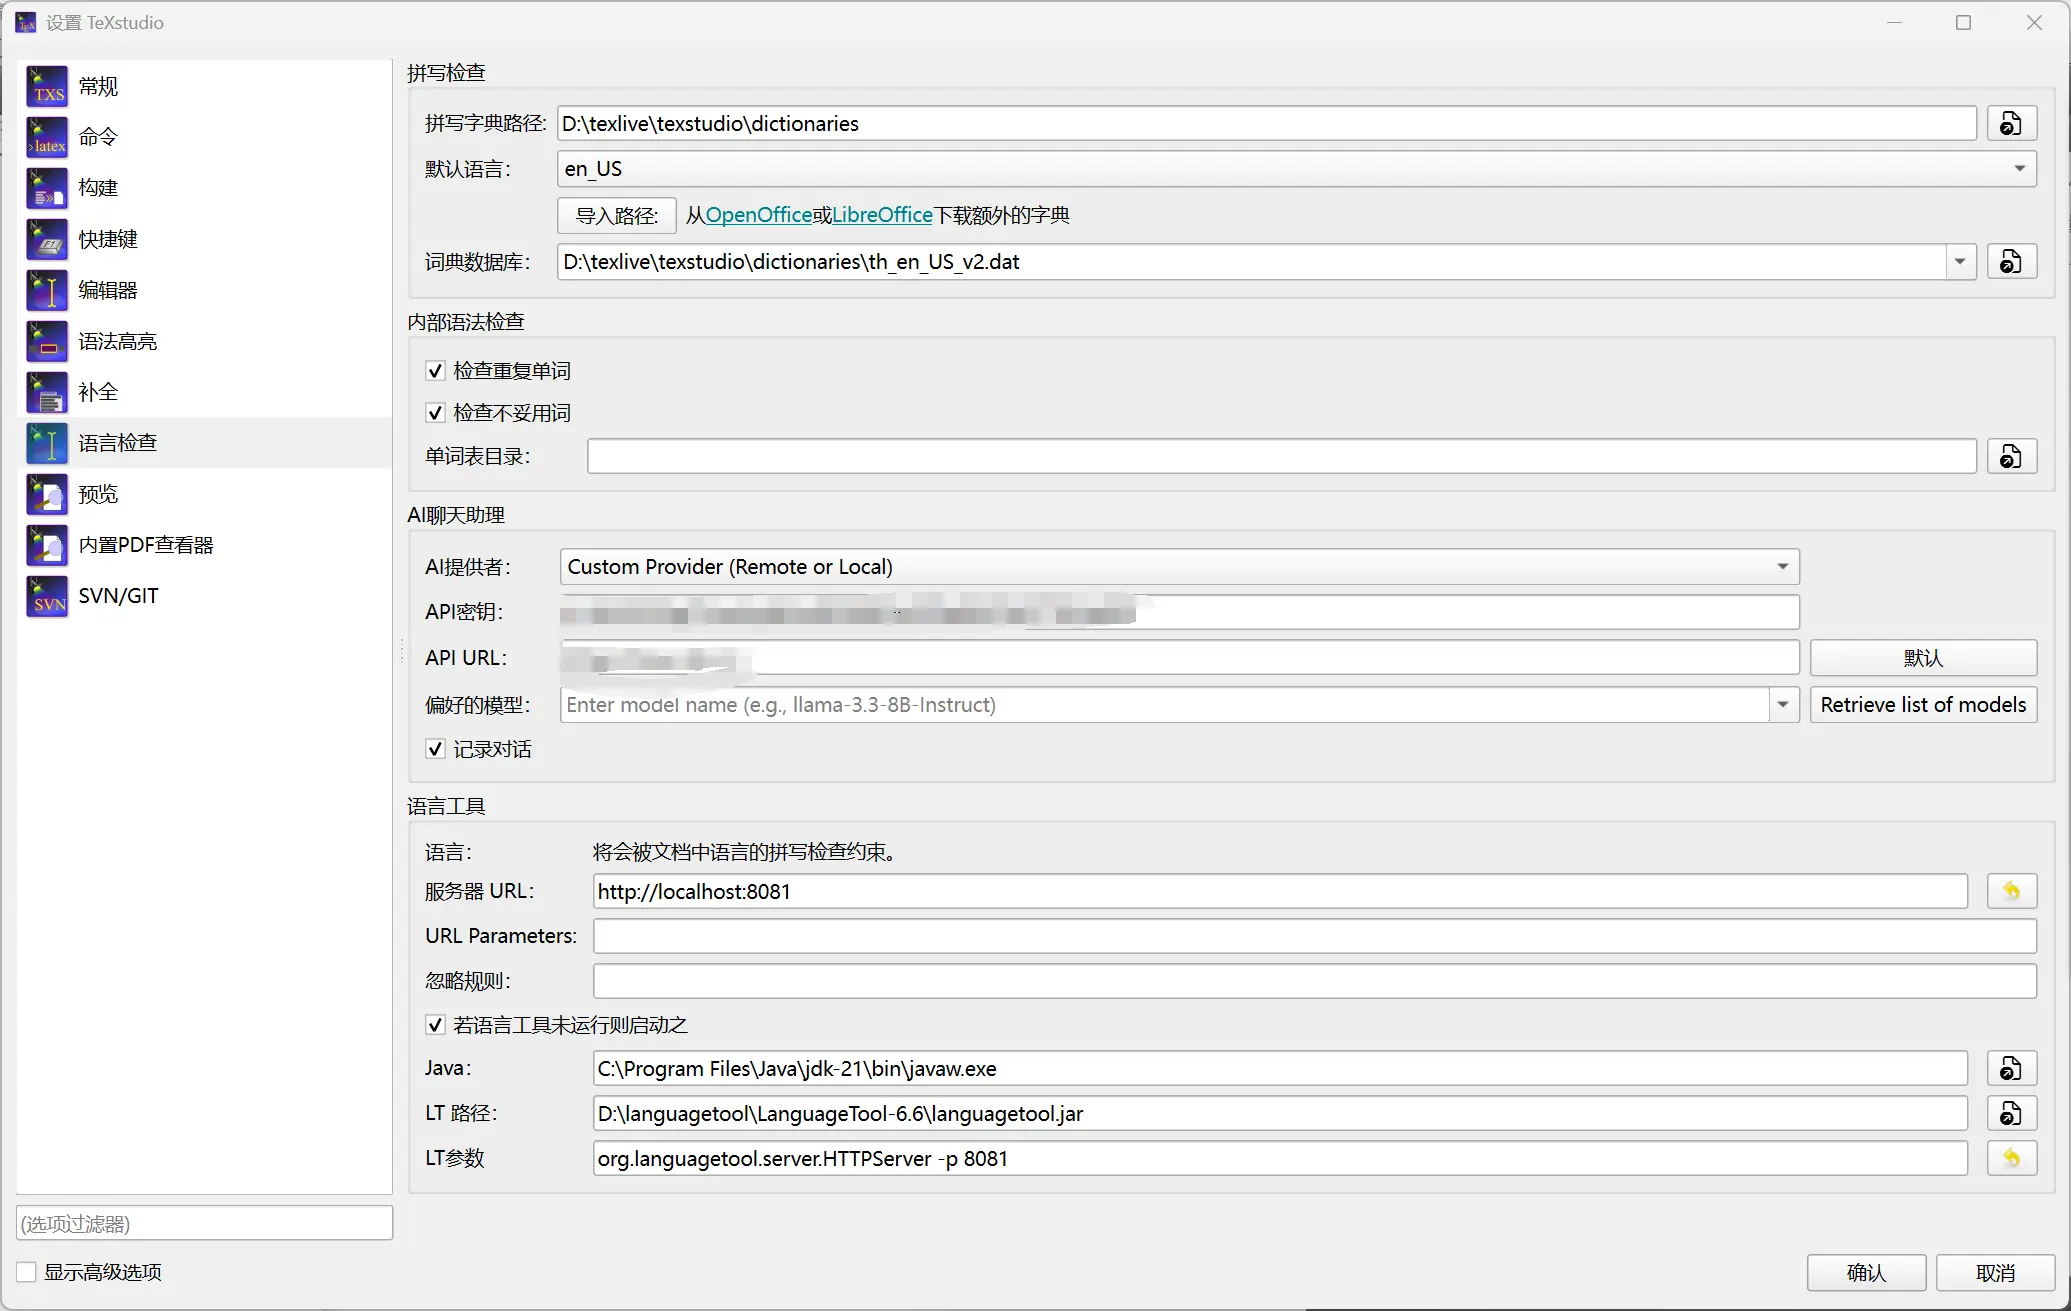 设置 TeXstudio
常规
命令
构建
快捷键
编辑器
语法高亮
补全
语言检查
预览
内置PDF查看器
SVN/GIT
(选项过滤器)
显示高级选项
拼写检查
拼写字典路径: D:\texlive\texstudio\dictionaries
默认语言: en_US
导入路径: 从OpenOffice或LibreOffice下载额外的字典
词典数据库: D:\texlive\texstudio\dictionaries\th_en_US_v2.dat
内部语法检查
检查重复单词
检查不妥用词
单词表目录:
AI聊天助理
AI提供者: Custom Provider (Remote or Local)
API密钥:
API URL: 默认
偏好的模型: Enter model name (e.g., llama-3.3-8B-Instruct) Retrieve list of models
记录对话
语言工具
语言: 将会被文档中语言的拼写检查约束。
服务器 URL: http://localhost:8081
URL Parameters:
忽略规则:
若语言工具未运行则启动之
Java: C:\Program Files\Java\jdk-21\bin\javaw.exe
LT 路径: D:\languagetool\LanguageTool-6.6\languagetool.jar
LT参数 org.languagetool.server.HTTPServer -p 8081
确认 取消